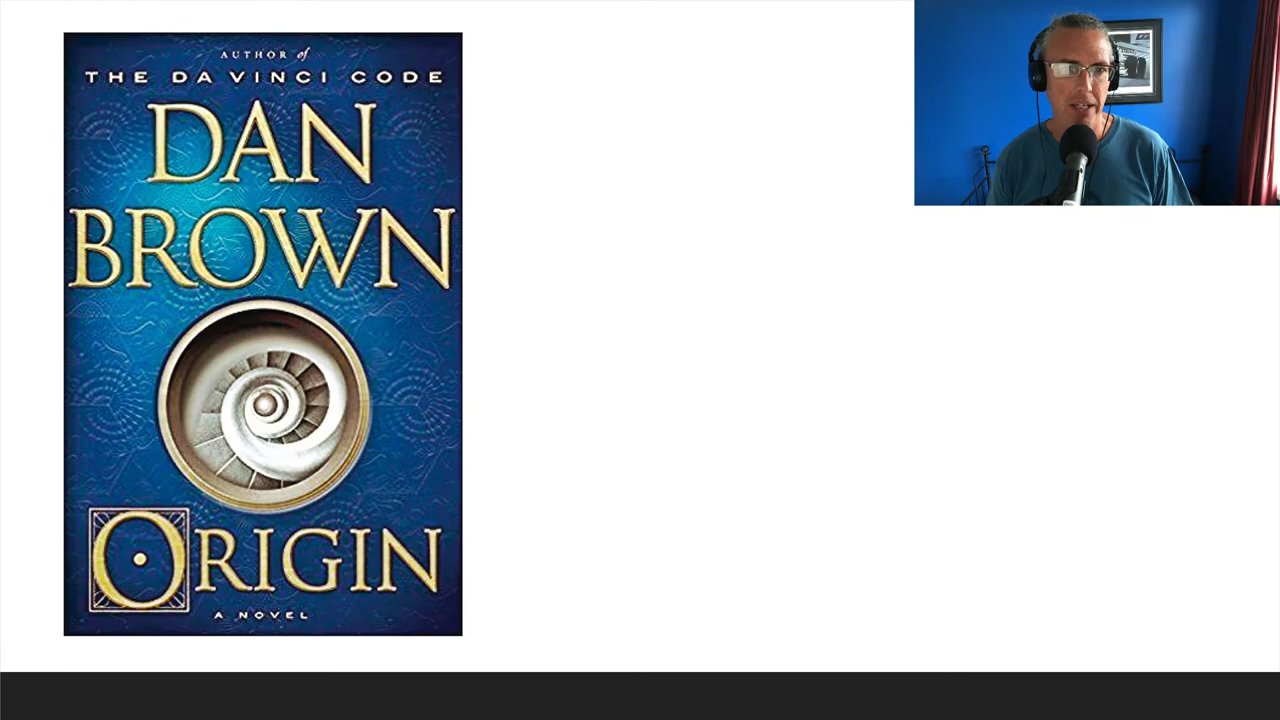 AUTHOR of
THE DA VINCI CODE
DAN
BROWN
ORIGIN
A NOVEL